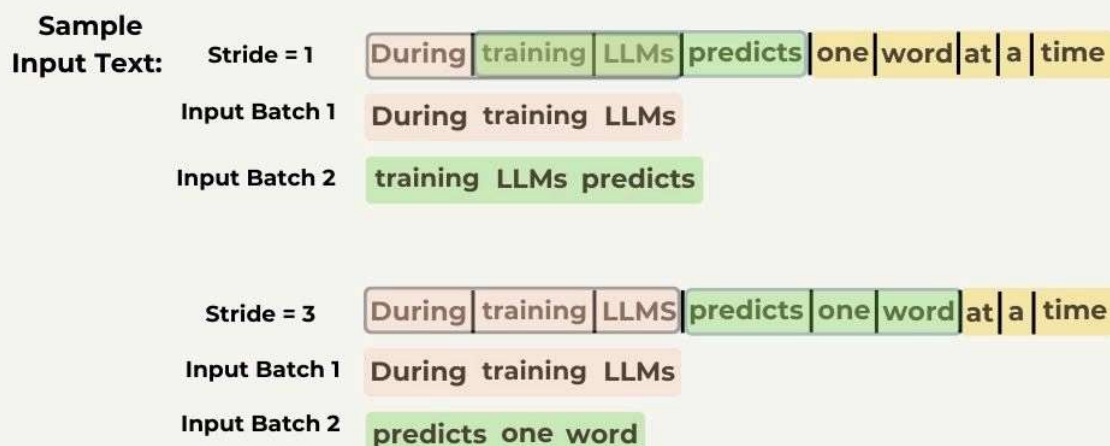 Sample
Input Text:
Stride = 1
During training LLMs predicts one word at a time
Input Batch 1
During training LLMs
Input Batch 2
training LLMs predicts
Stride = 3
During training LLMS predicts one word at a time
Input Batch 1
During training LLMs
Input Batch 2
predicts one word